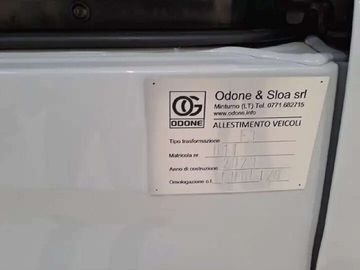 OG
ODONE
Odone & Sloa srl
Minturno (LT) Tel. 0771.682715
www.odone.info
ALLESTIMENTO VEICOLI
Tipo trasformazione
Matricola nr.
Anno di costruzione
Omologazione c.t.